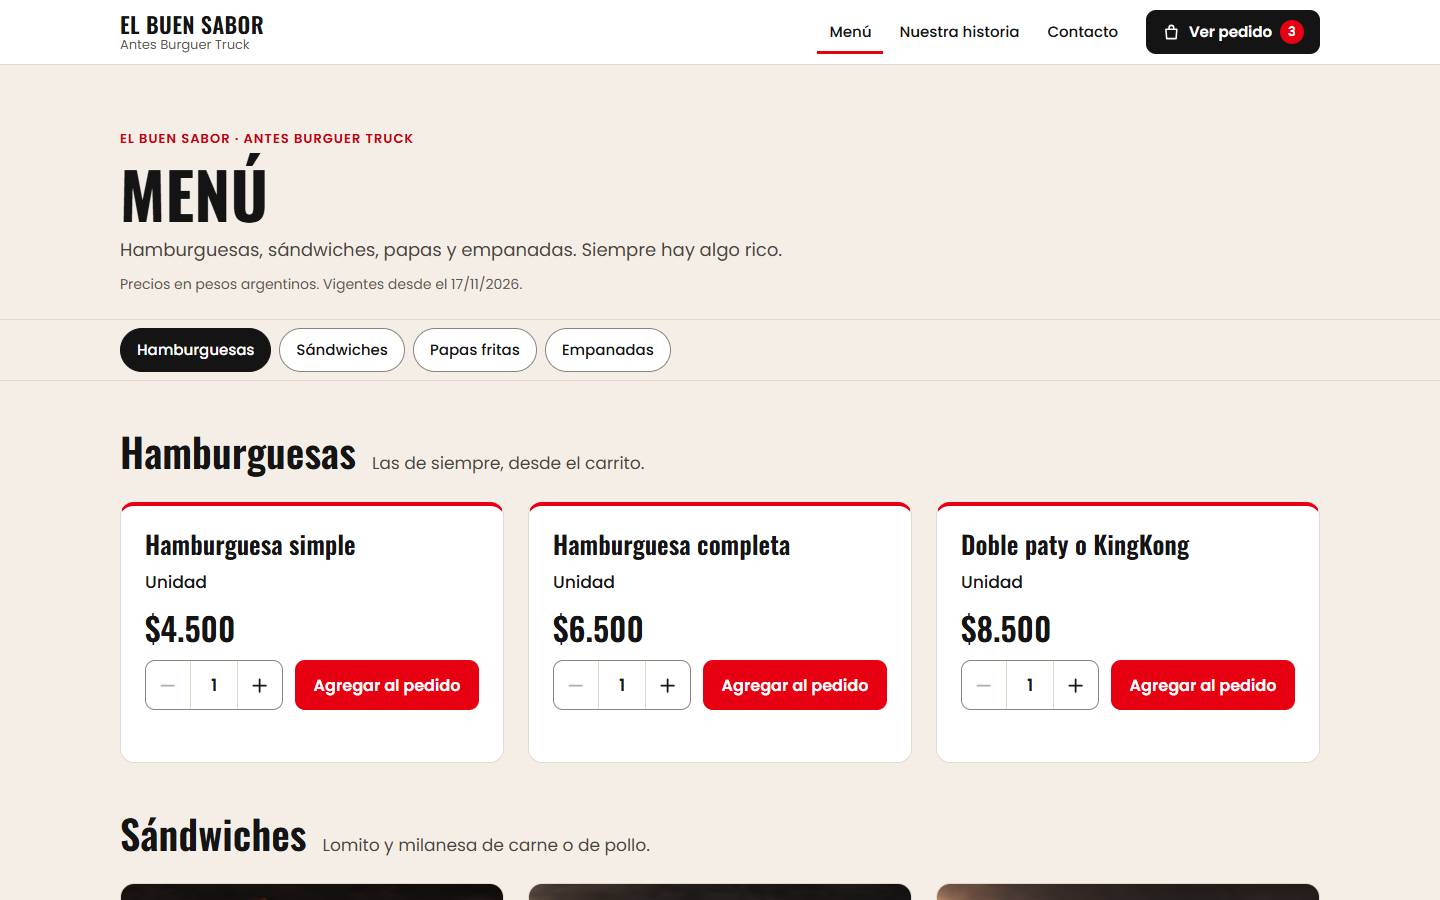 EL BUEN SABOR
Antes Burguer Truck
Menú
Nuestra historia
Contacto
Ver pedido 3
EL BUEN SABOR · ANTES BURGUER TRUCK
MENÚ
Hamburguesas, sándwiches, papas y empanadas. Siempre hay algo rico.
Precios en pesos argentinos. Vigentes desde el 17/11/2026.
Hamburguesas
Sándwiches
Papas fritas
Empanadas
Hamburguesas
Las de siempre, desde el carrito.
Hamburguesa simple
Unidad
$4.500
— 1 +
Agregar al pedido
Hamburguesa completa
Unidad
$6.500
— 1 +
Agregar al pedido
Doble paty o KingKong
Unidad
$8.500
— 1 +
Agregar al pedido
Sándwiches
Lomito y milanesa de carne o de pollo.